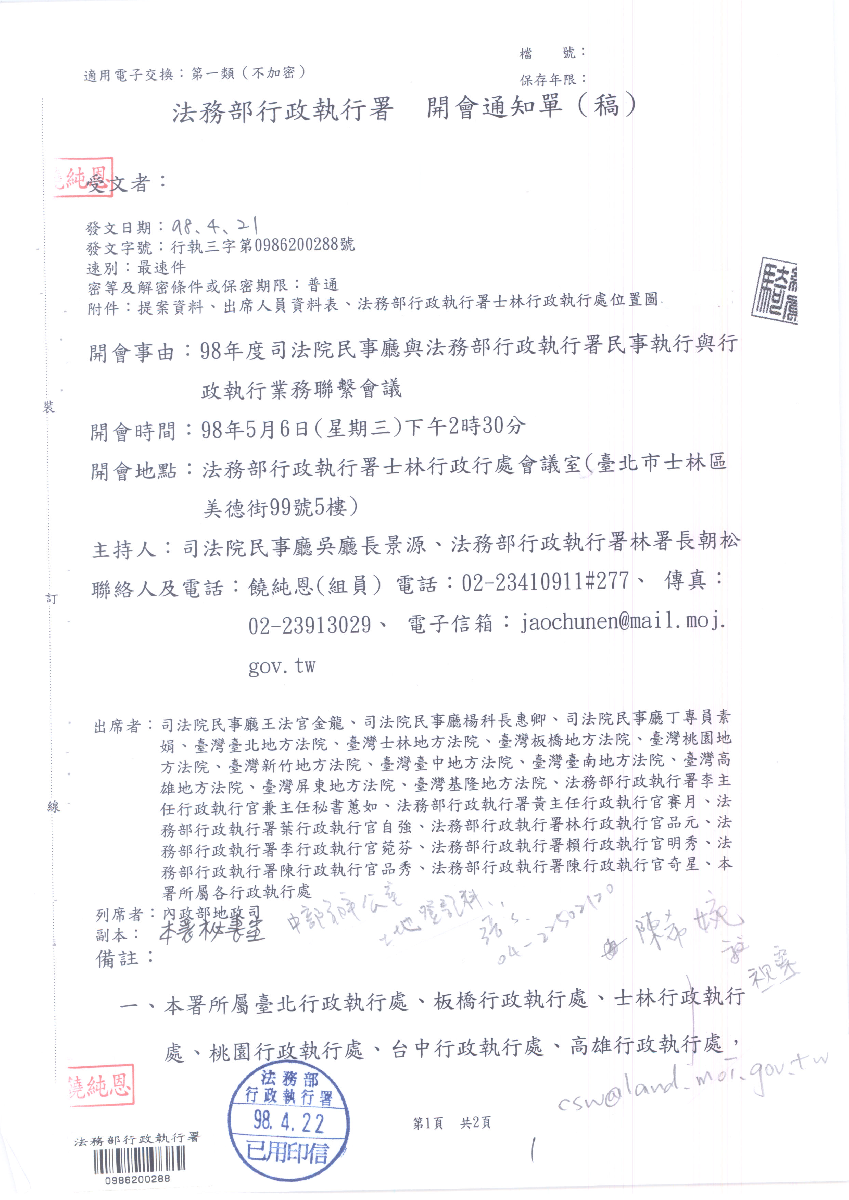 檔　　號：
保存年限：
適用電子交換：第一類（不加密）
法務部行政執行署　開會通知單（稿）
純恩
受文者：
發文日期：98.4.21
發文字號：行執三字第0986200288號
速別：最速件
密等及解密條件或保密期限：普通
附件：提案資料、出席人員資料表、法務部行政執行署士林行政執行處位置圖
開會事由：98年度司法院民事廳與法務部行政執行署民事執行與行
政執行業務聯繫會議
開會時間：98年5月6日(星期三)下午2時30分
開會地點：法務部行政執行署士林行政行處會議室(臺北市士林區
美德街99號5樓)
主持人：司法院民事廳吳廳長景源、法務部行政執行署林署長朝松
聯絡人及電話：饒純恩(組員) 電話：02-23410911#277、 傳真：
02-23913029、 電子信箱：jaochunen@mail.moj.
gov.tw
出席者：司法院民事廳王法官金龍、司法院民事廳楊科長惠卿、司法院民事廳丁專員素
娟、臺灣臺北地方法院、臺灣士林地方法院、臺灣板橋地方法院、臺灣桃園地
方法院、臺灣新竹地方法院、臺灣臺中地方法院、臺灣臺南地方法院、臺灣高
雄地方法院、臺灣屏東地方法院、臺灣基隆地方法院、法務部行政執行署李主
任行政執行官兼主任秘書蕙如、法務部行政執行署黃主任行政執行官賽月、法
務部行政執行署葉行政執行官自強、法務部行政執行署林行政執行官品元、法
務部行政執行署李行政執行官菀芬、法務部行政執行署賴行政執行官明秀、法
務部行政執行署陳行政執行官品秀、法務部行政執行署陳行政執行官奇星、本
署所屬各行政執行處
列席者：內政部地政司
副本：本署秘書室
中部辦公室
土地登記科
04-22502120
陳
備註：
一、本署所屬臺北行政執行處、板橋行政執行處、士林行政執行
處、桃園行政執行處、台中行政執行處、高雄行政執行處，
csw@land.moi.gov.tw
饒純恩
法務部
行政執行署
98.4.22
已用印信
第1頁　共2頁
1
法務部行政執行署
0986200288
裝
訂
線